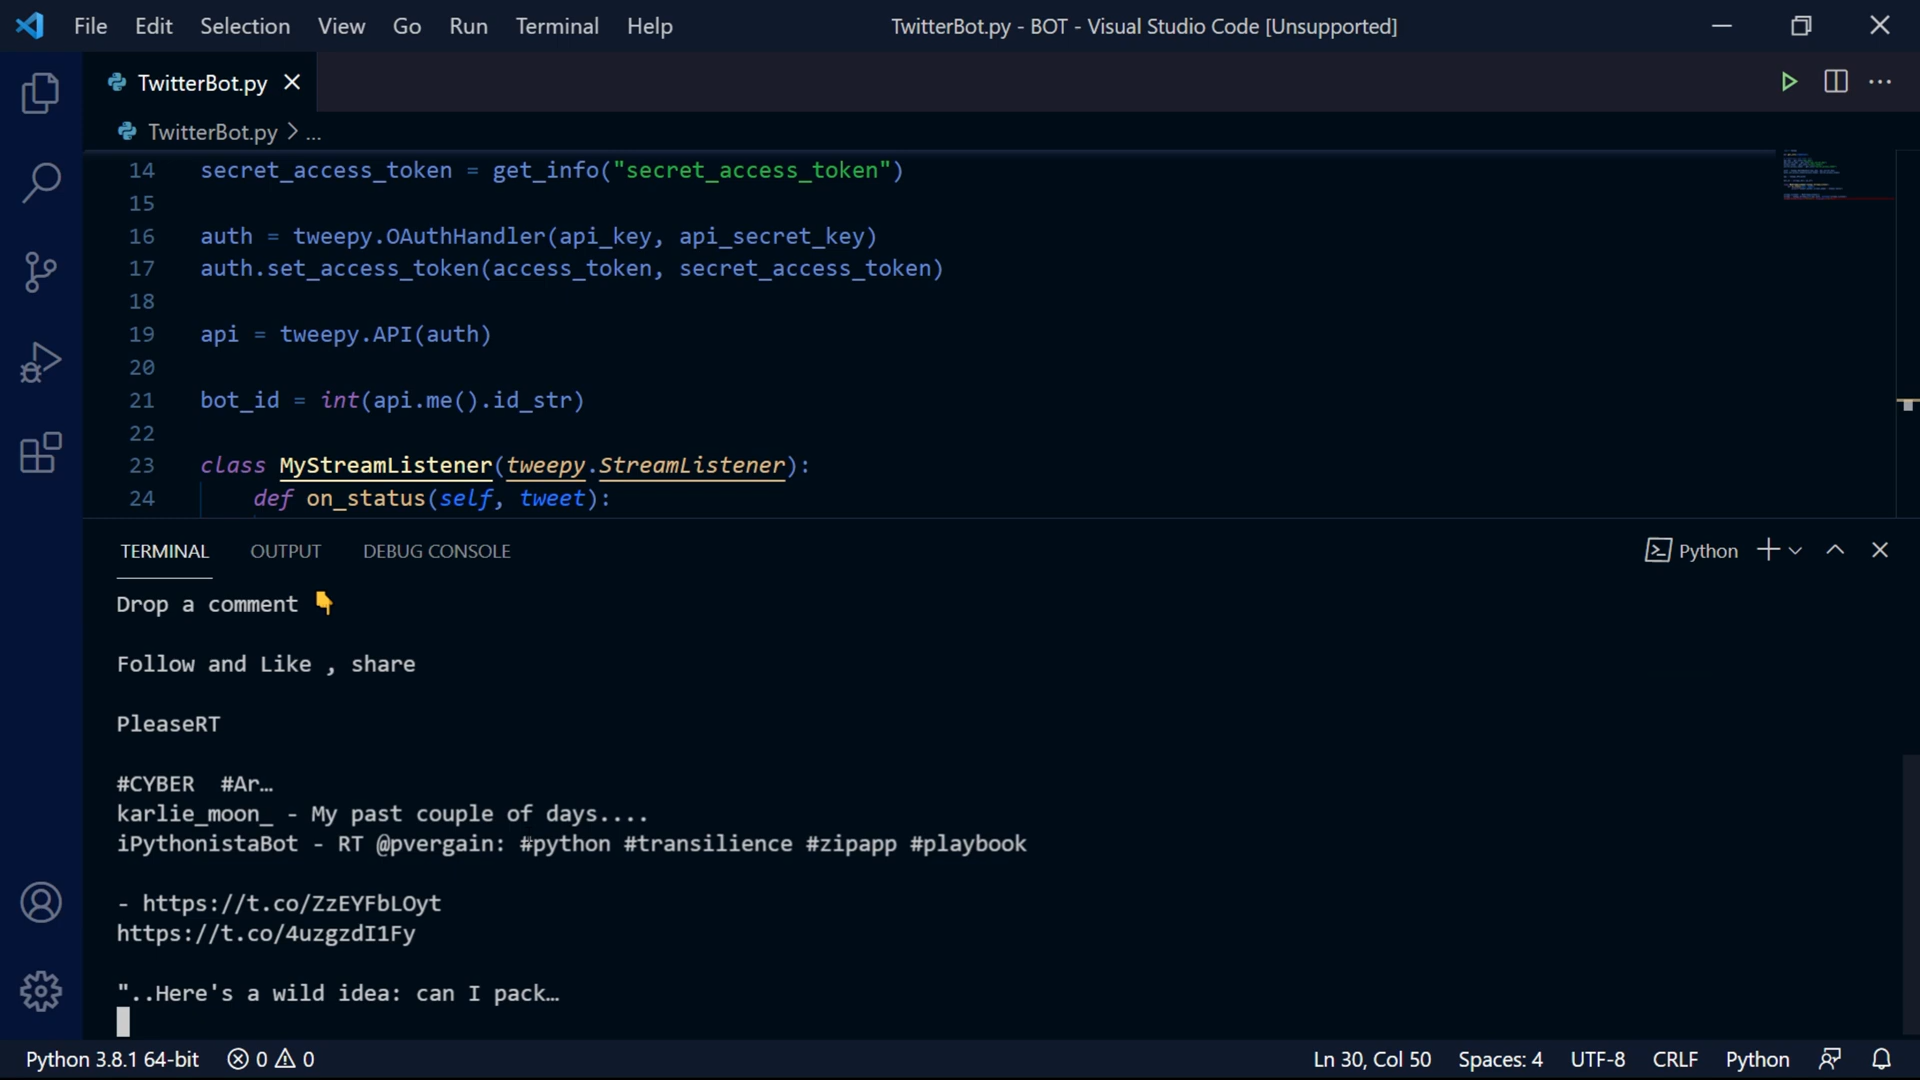 File Edit Selection View Go Run Terminal Help TwitterBot.py - BOT - Visual Studio Code [Unsupported]
TwitterBot.py
TwitterBot.py > ...
14 secret_access_token = get_info("secret_access_token")
15
16 auth = tweepy.OAuthHandler(api_key, api_secret_key)
17 auth.set_access_token(access_token, secret_access_token)
18
19 api = tweepy.API(auth)
20
21 bot_id = int(api.me().id_str)
22
23 class MyStreamListener(tweepy.StreamListener):
24 def on_status(self, tweet):
TERMINAL OUTPUT DEBUG CONSOLE Python
Drop a comment 👇
Follow and Like , share
PleaseRT
#CYBER #Ar…
karlie_moon_ - My past couple of days....
iPythonistaBot - RT @pvergain: #python #transilience #zipapp #playbook
- https://t.co/ZzEYFbLOyt
https://t.co/4uzgzdI1Fy
"..Here's a wild idea: can I pack…
Python 3.8.1 64-bit 0 0 Ln 30, Col 50 Spaces: 4 UTF-8 CRLF Python